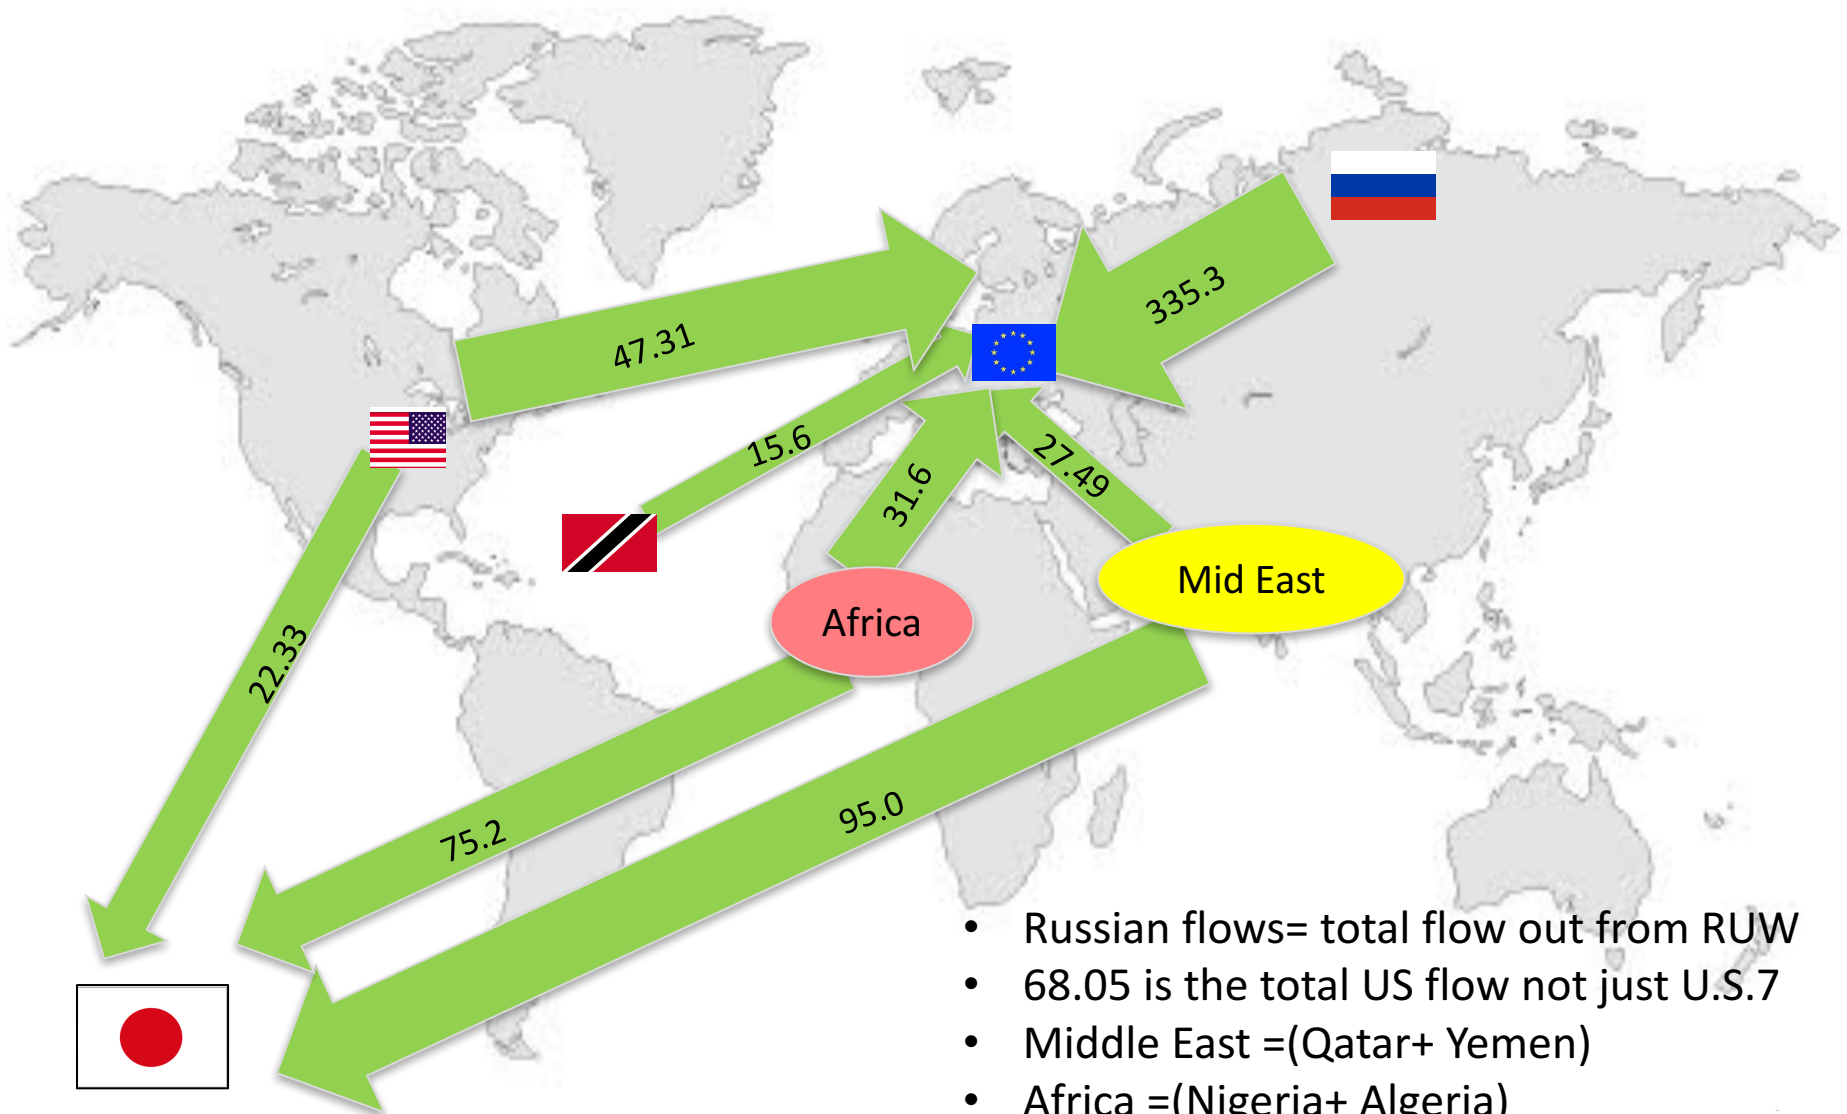 335.3
47.31
15.6
27.49
31.6
Mid East
Africa
22.33
95.0
75.2
• Russian flows= total flow out from RUW
• 68.05 is the total US flow not just U.S.7
• Middle East =(Qatar+ Yemen)
• Africa =(Nigeria+ Algeria)